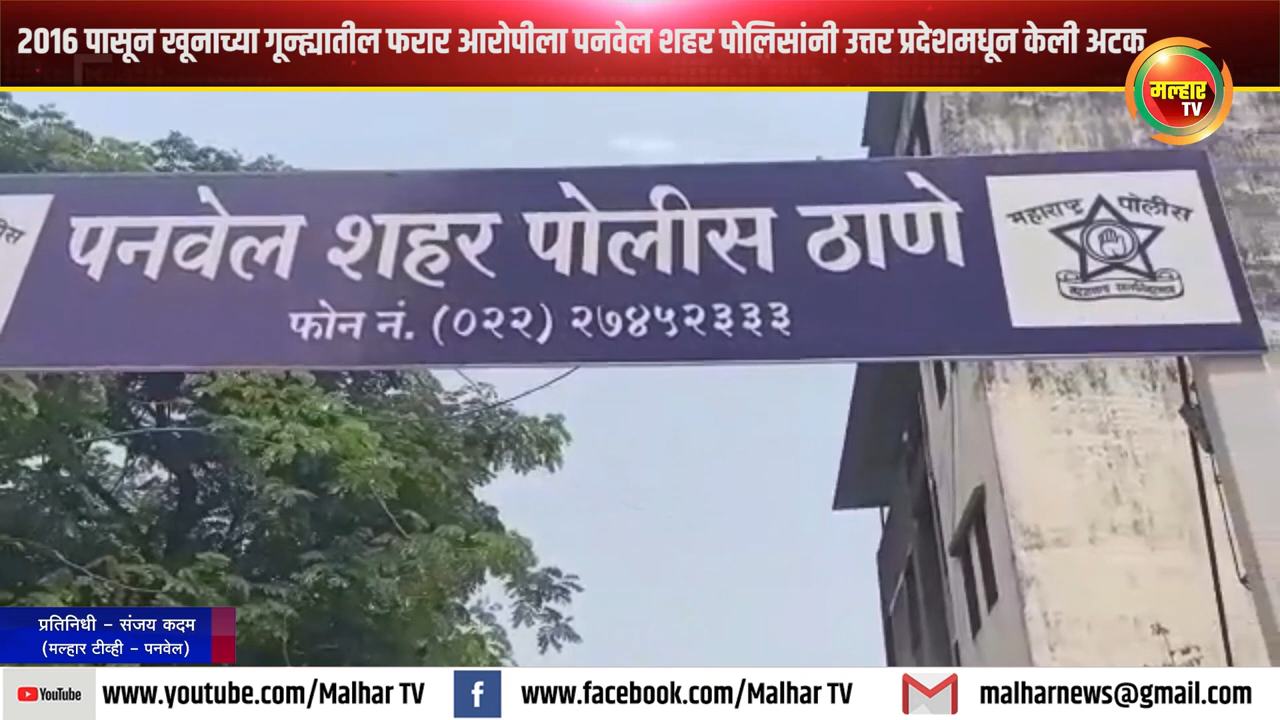 2016 पासून खूनाच्या गून्ह्यातील फरार आरोपीला पनवेल शहर पोलिसांनी उत्तर प्रदेशमधून केली अटक
मल्हार
TV
पनवेल शहर पोलीस ठाणे
फोन नं. (०२२) २७४५२३३३
महाराष्ट्र पोलीस
प्रतिनिधी – संजय कदम
(मल्हार टीव्ही – पनवेल)
YouTube www.youtube.com/Malhar TV
f www.facebook.com/Malhar TV
malharnews@gmail.com